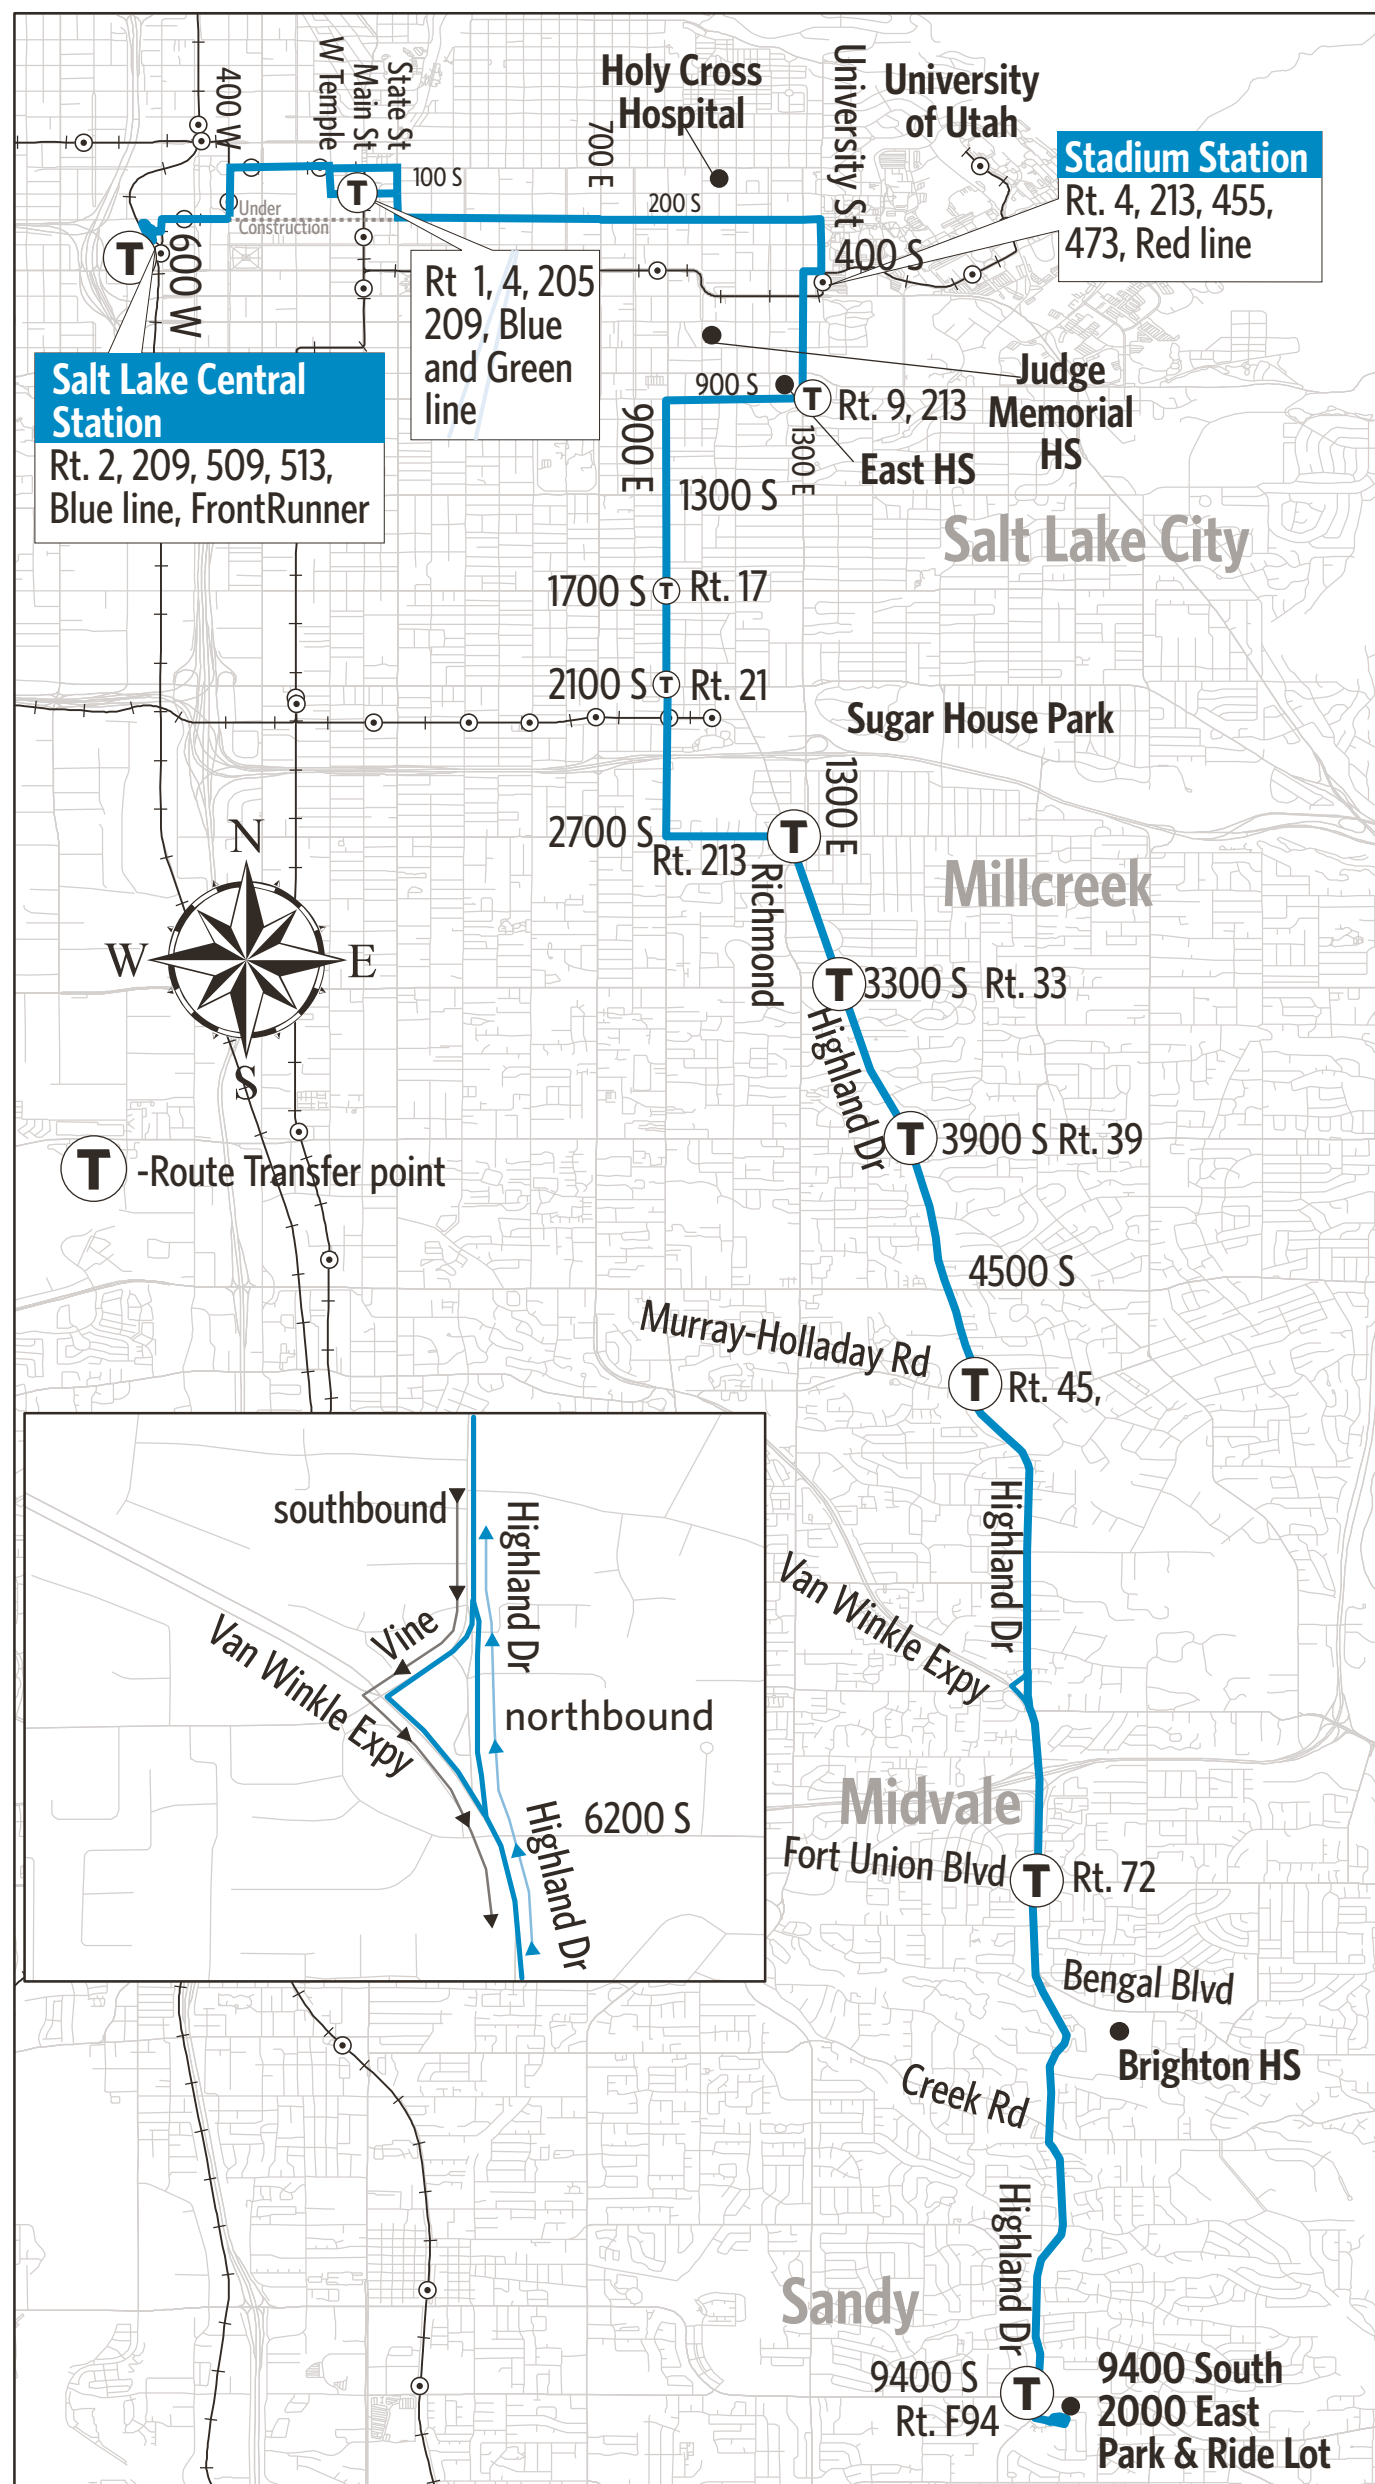 400 W
W Temple
Main St
State St
Holy Cross
Hospital
700 E
University St
University
of Utah
Stadium Station
Rt. 4, 213, 455,
473, Red line
100 S
200 S
Under
Construction
T
T
600 W
400 S
Rt 1, 4, 205
209, Blue
and Green
line
Salt Lake Central
Station
Rt. 2, 209, 509, 513,
Blue line, FrontRunner
Judge
Memorial
HS
900 S
T
Rt. 9, 213
900 E
1300 E
East HS
1300 S
Salt Lake City
1700 S
T
Rt. 17
2100 S
T
Rt. 21
Sugar House Park
1300 E
2700 S
T
Rt. 213
Richmond
Millcreek
N
W
E
S
T
3300 S Rt. 33
Highland Dr
T
3900 S Rt. 39
T
-Route Transfer point
4500 S
Murray-Holladay Rd
T
Rt. 45,
southbound
Highland Dr
Vine
Van Winkle Expy
northbound
6200 S
Highland Dr
Highland Dr
Van Winkle Expy
Midvale
Fort Union Blvd
T
Rt. 72
Bengal Blvd
Brighton HS
Creek Rd
Highland Dr
Sandy
9400 S
Rt. F94
T
9400 South
2000 East
Park & Ride Lot